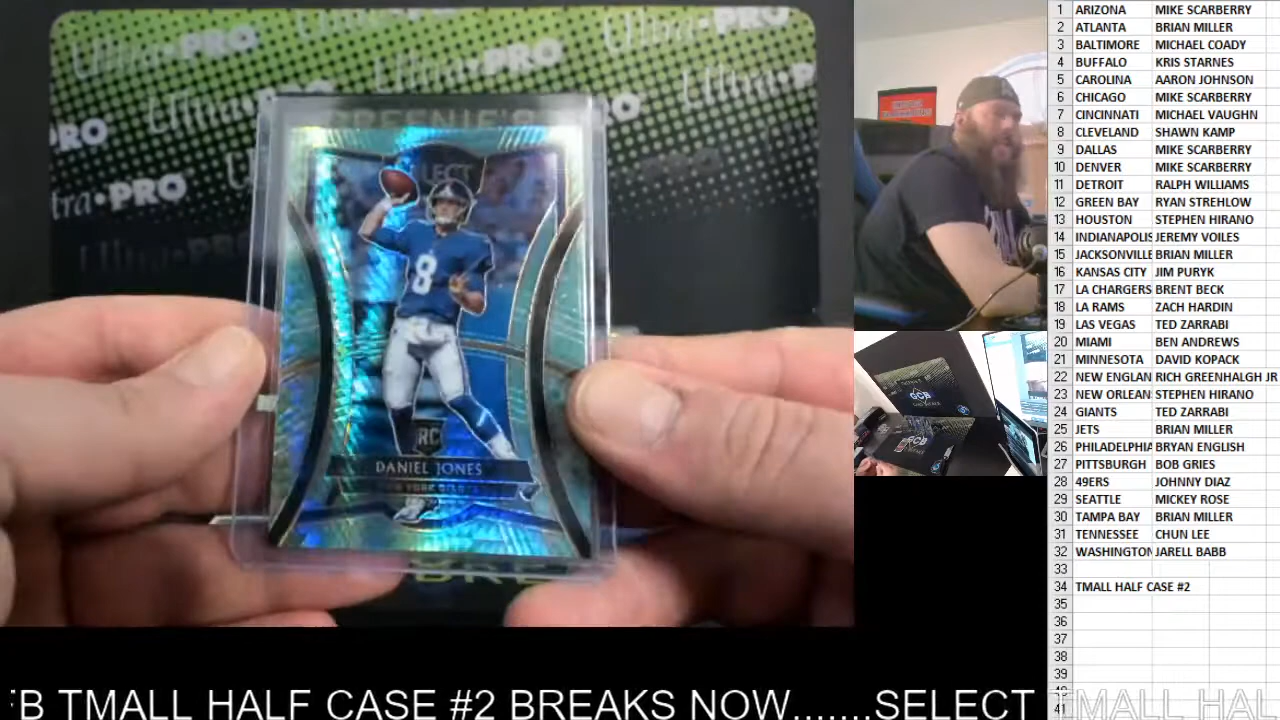 Ultra•PRO
PRO
tra•PRO
SELECT
8
RC
DANIEL JONES
GCB
GCB
1 ARIZONA MIKE SCARBERRY
2 ATLANTA BRIAN MILLER
3 BALTIMORE MICHAEL COADY
4 BUFFALO KRIS STARNES
5 CAROLINA AARON JOHNSON
6 CHICAGO MIKE SCARBERRY
7 CINCINNATI MICHAEL VAUGHN
8 CLEVELAND SHAWN KAMP
9 DALLAS MIKE SCARBERRY
10 DENVER MIKE SCARBERRY
11 DETROIT RALPH WILLIAMS
12 GREEN BAY RYAN STREHLOW
13 HOUSTON STEPHEN HIRANO
14 INDIANAPOLIS JEREMY VOILES
15 JACKSONVILLE BRIAN MILLER
16 KANSAS CITY JIM PURYK
17 LA CHARGERS BRENT BECK
18 LA RAMS ZACH HARDIN
19 LAS VEGAS TED ZARRABI
20 MIAMI BEN ANDREWS
21 MINNESOTA DAVID KOPACK
22 NEW ENGLAN RICH GREENHALGH JR
23 NEW ORLEAN STEPHEN HIRANO
24 GIANTS TED ZARRABI
25 JETS BRIAN MILLER
26 PHILADELPHIA BRYAN ENGLISH
27 PITTSBURGH BOB GRIES
28 49ERS JOHNNY DIAZ
29 SEATTLE MICKEY ROSE
30 TAMPA BAY BRIAN MILLER
31 TENNESSEE CHUN LEE
32 WASHINGTON JARELL BABB
33
34 TMALL HALF CASE #2
35
36
37
38
39
41
B TMALL HALF CASE #2 BREAKS NOW.......SELECT TMALL HAL